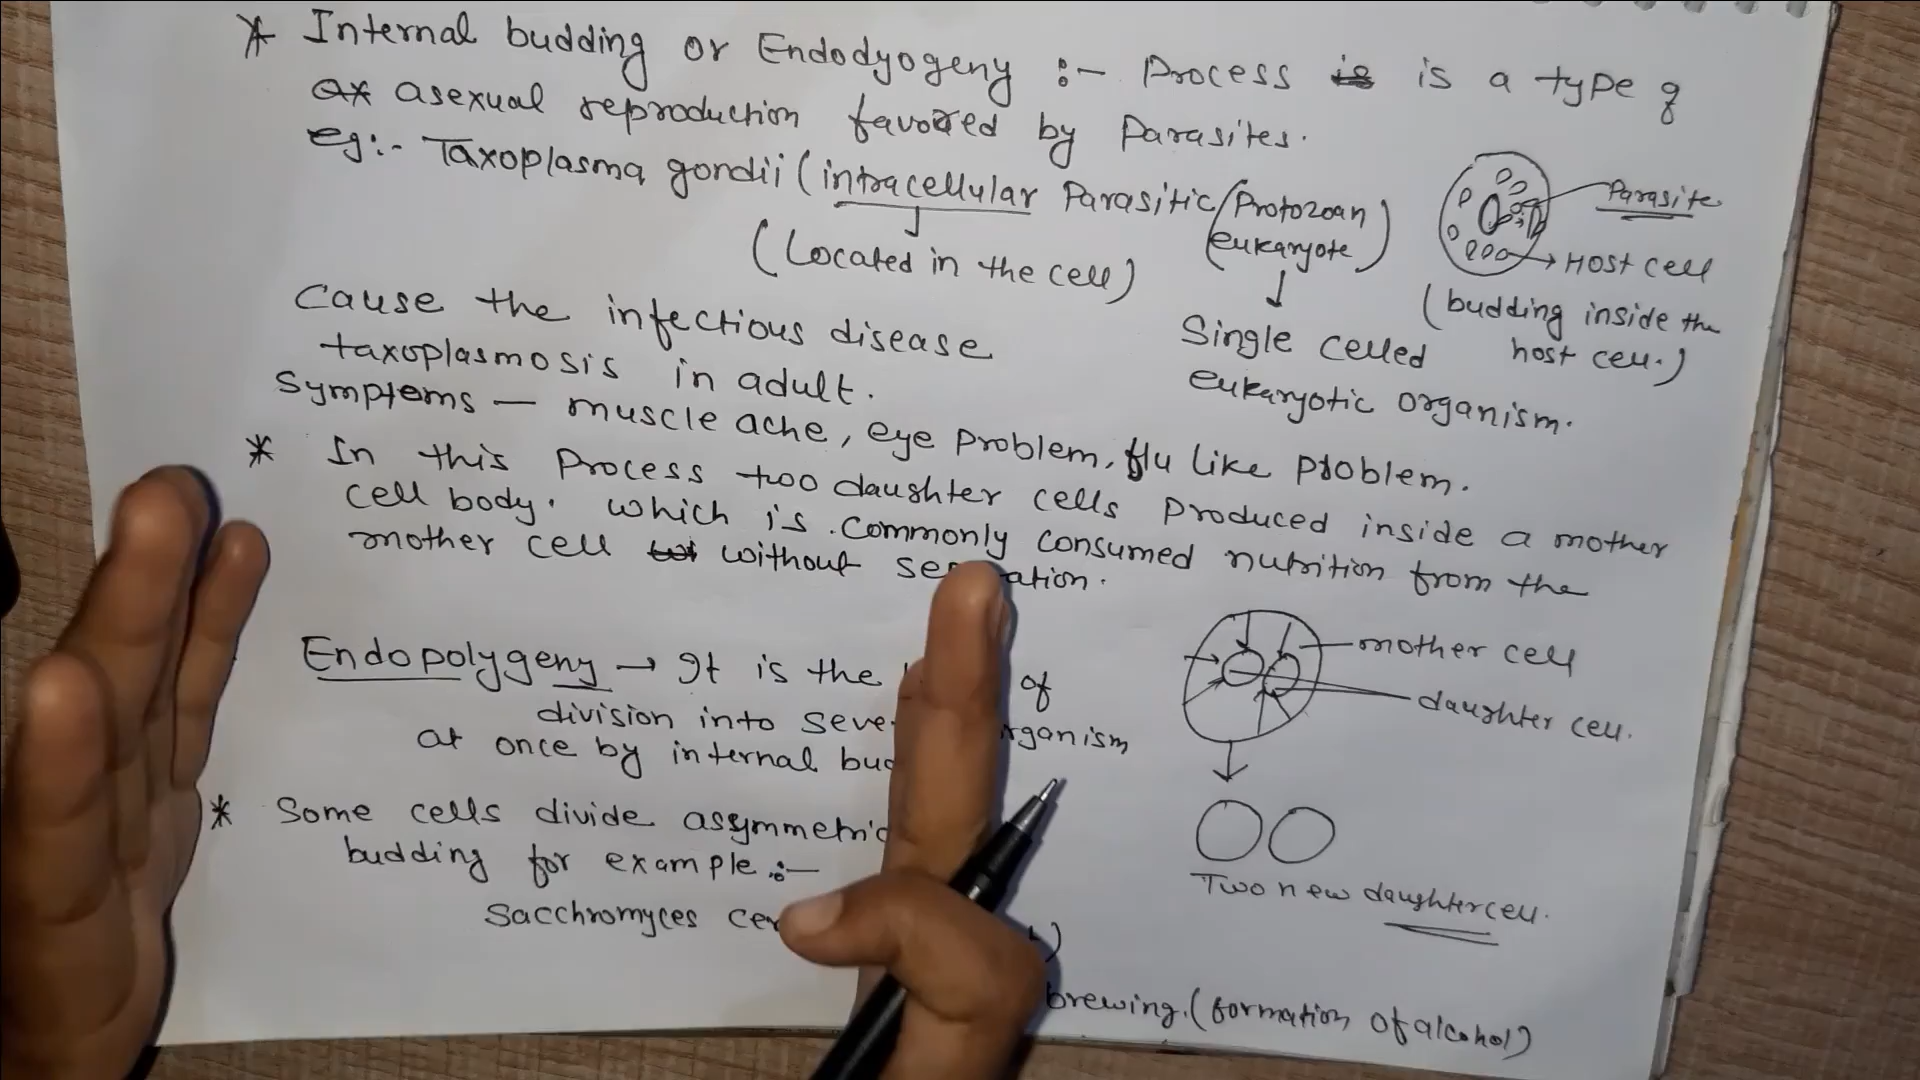 * Internal budding or Endodyogeny :- Process is is a type of
asexual reproduction favored by Parasites.
eg:- Taxoplasma gondii (intracellular Parasitic/Protozoan
eukaryote)
(Located in the cell)
Parasite
Host cell
(budding inside the
host cell.)
Single celled
eukaryotic organism.
Cause the infectious disease
taxoplasmosis in adult.
Symptoms — muscle ache, eye problem, flu like problem.
* In this Process two daughter cells produced inside a mother
cell body. which is commonly consumed nutrition from the
mother cell without
Endopolygeny → It is the of
division into
at once by internal
mother cell
daughter cell.
Two new daughter cell.
* Some cells divide
budding for example :-
Sacchromyces
brewing. (formation of alcohol)